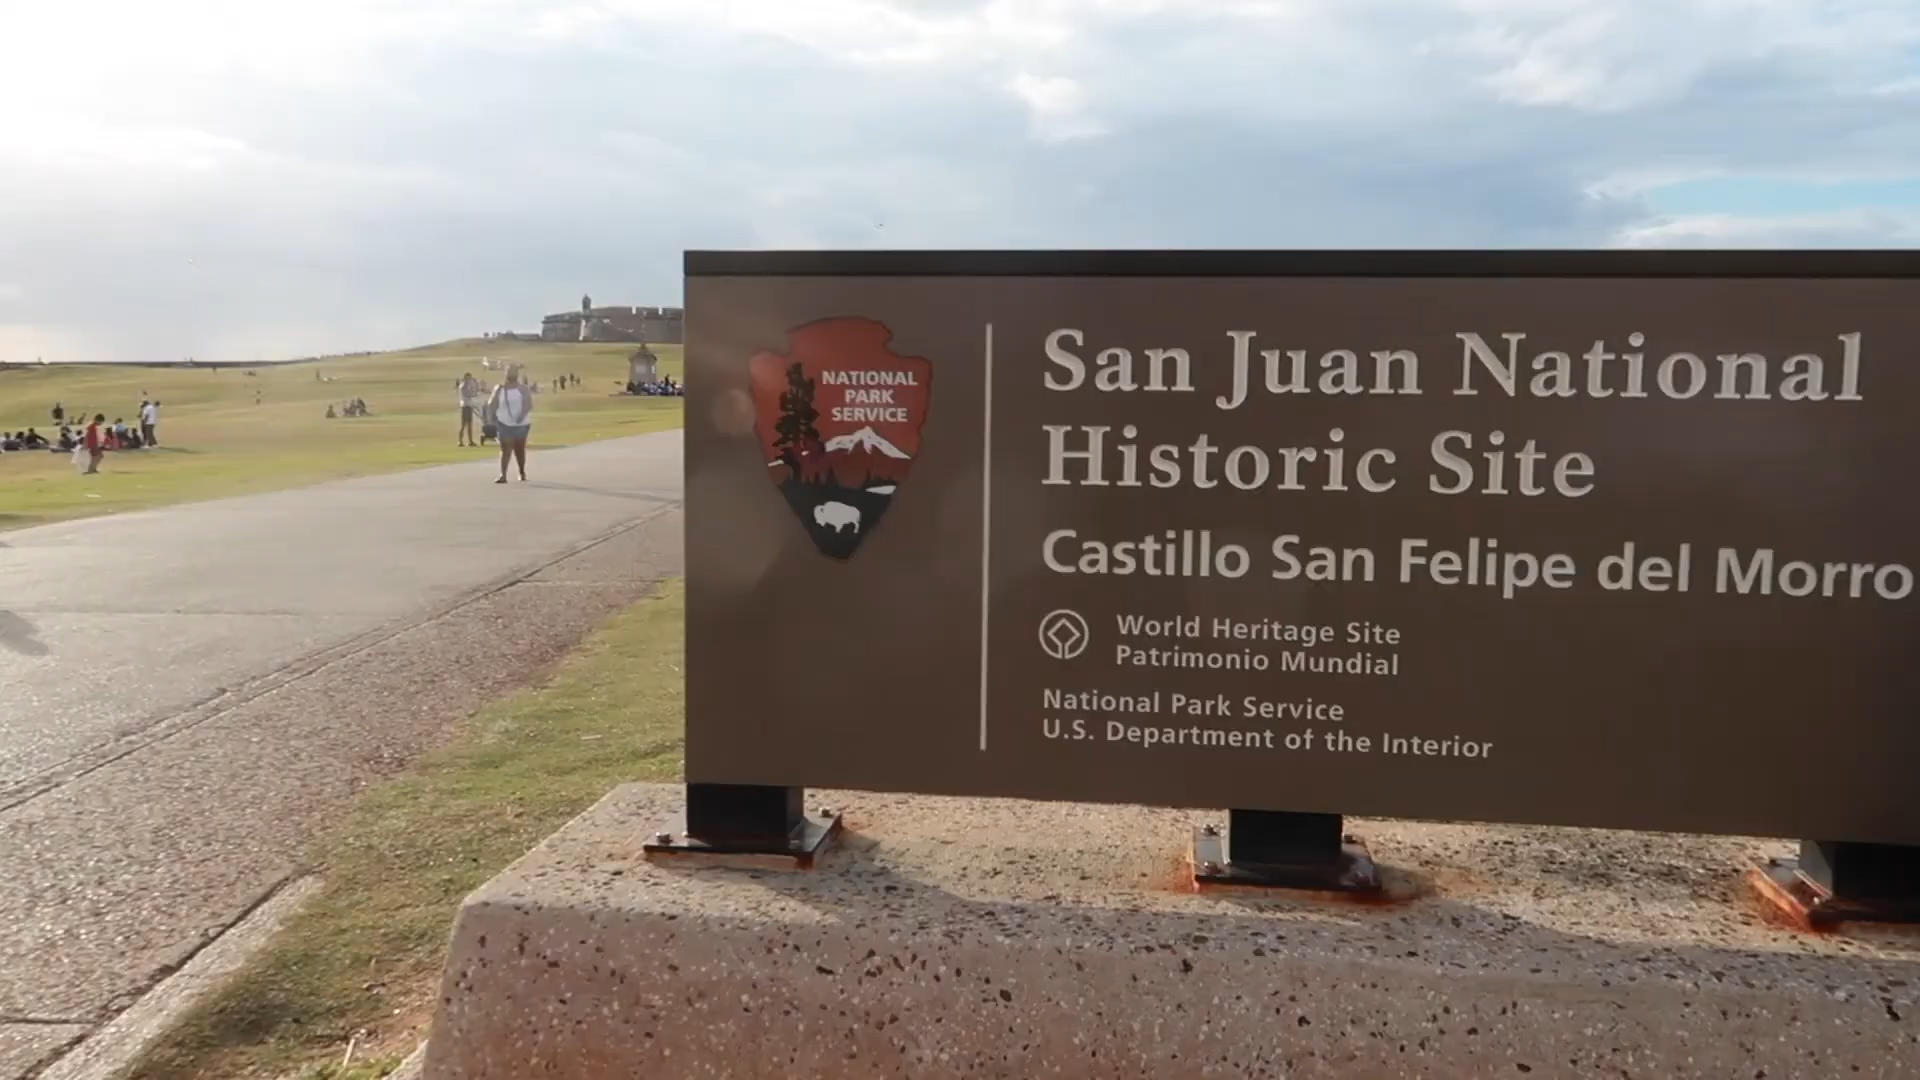 NATIONAL
PARK
SERVICE
San Juan National
Historic Site
Castillo San Felipe del Morro
World Heritage Site
Patrimonio Mundial
National Park Service
U.S. Department of the Interior